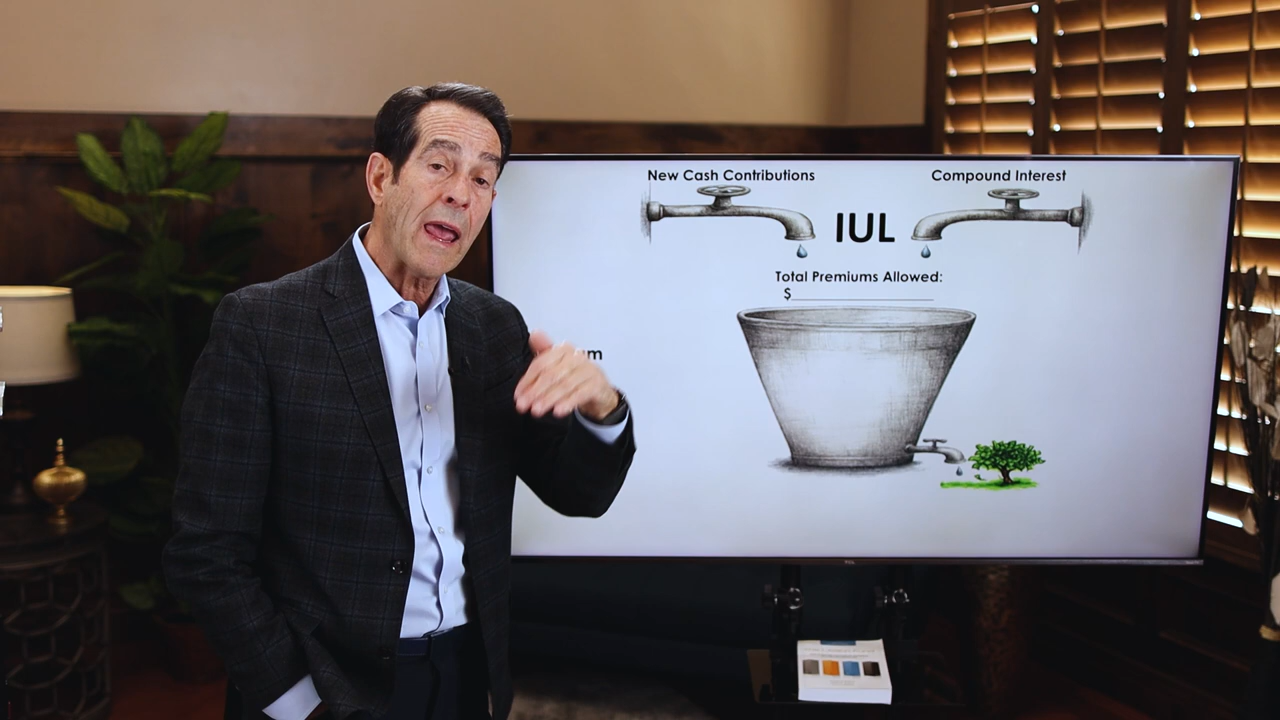 New Cash Contributions
Compound Interest
IUL
Total Premiums Allowed:
$